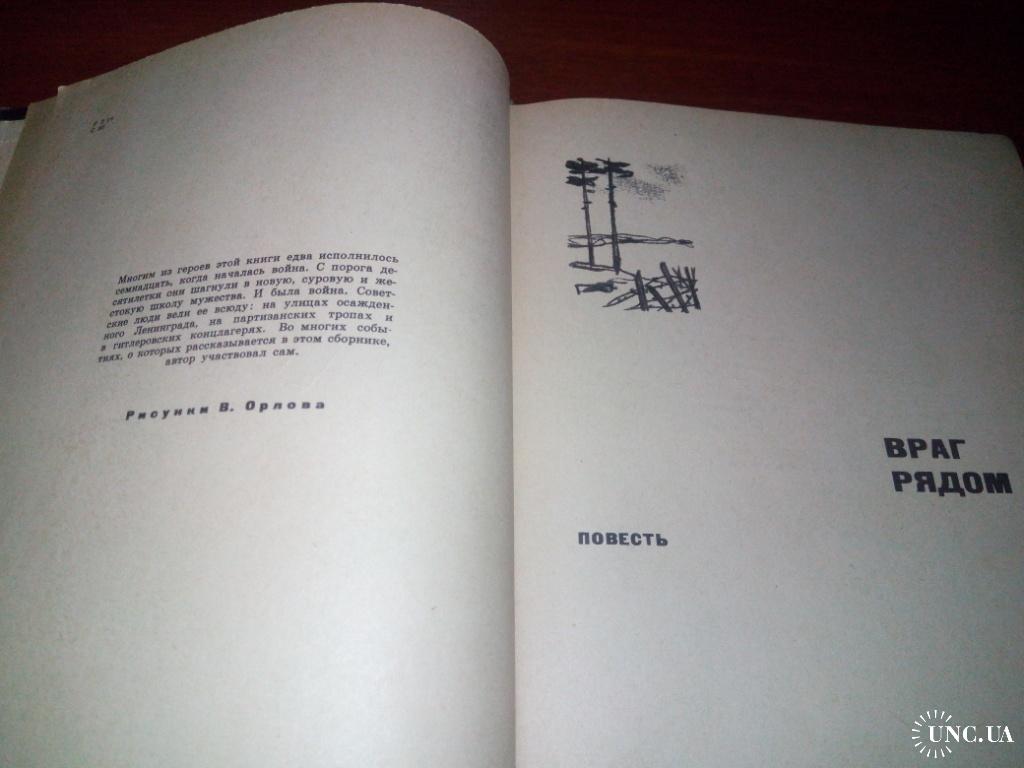 Многим из героев этой книги едва исполнилось
семнадцать, когда началась война. С порога де-
сятилетки они шагнули в новую, суровую и же-
стокую школу мужества. И была война. Совет-
ские люди вели ее всюду: на улицах осажден-
ного Ленинграда, на партизанских тропах и
в гитлеровских концлагерях. Во многих собы-
тиях, о которых рассказывается в этом сборнике,
автор участвовал сам.
Рисунки В. Орлова
ВРАГ
РЯДОМ
ПОВЕСТЬ
UNC.UA